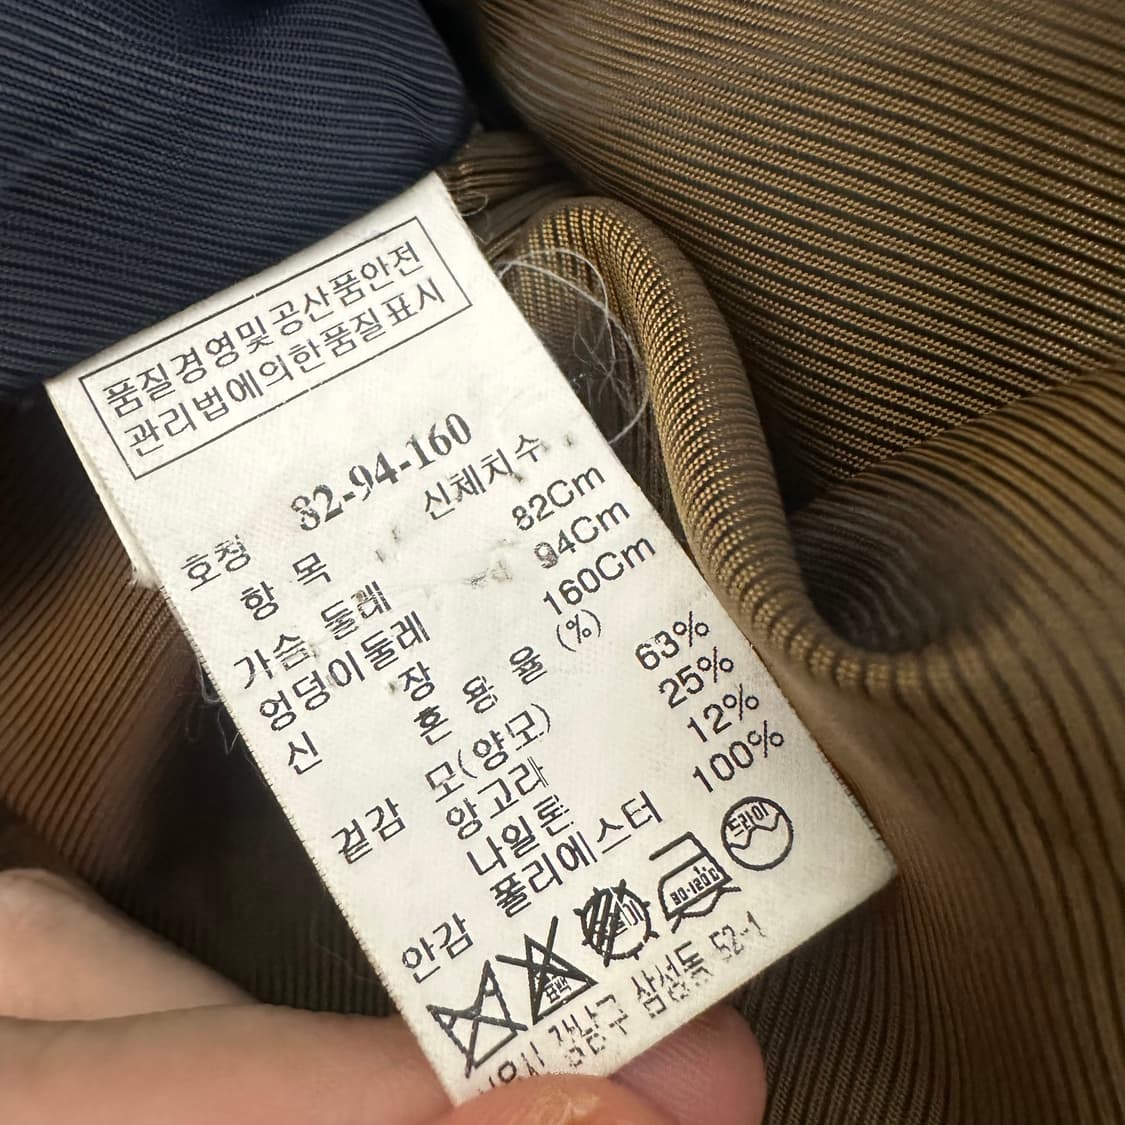 품질경영및공산품안전
관리법에의한품질표시
호칭 82-94-160
항 목 신체치수
가슴 둘레 82Cm
엉덩이둘레 94Cm
신 장 160Cm
혼 용 율 (%)
겉감 모(양모) 63%
앙고라 25%
나일론 12%
안감 폴리에스터 100%
표백 80-120℃ 드라이
강남구 삼성동 52-1